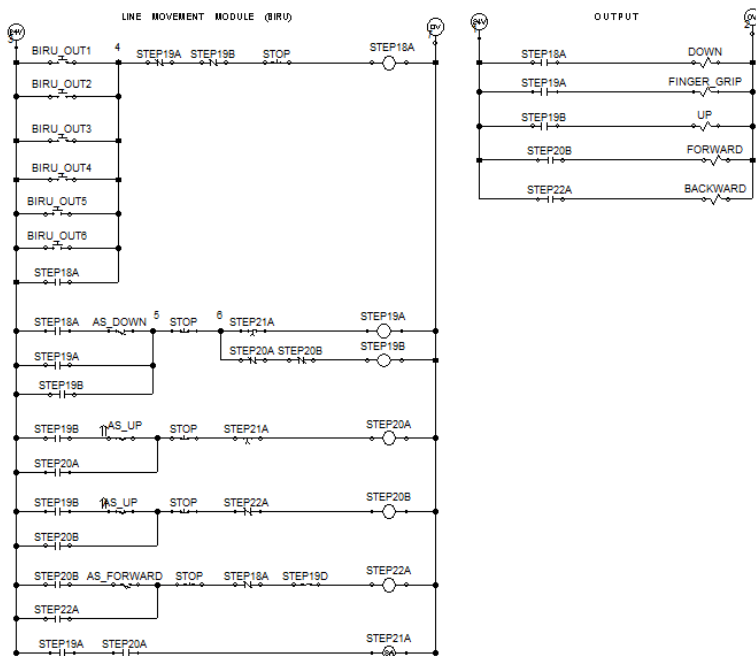 LINE MOVEMENT MODULE (BIRU)
24V
0V
BIRU_OUT1
4
STEP19A
STEP19B
STOP
STEP18A
BIRU_OUT2
BIRU_OUT3
BIRU_OUT4
BIRU_OUT5
BIRU_OUT6
STEP18A
STEP18A
AS_DOWN
5
STOP
6
STEP21A
STEP19A
STEP19A
STEP20A
STEP20B
STEP19B
STEP19B
STEP19B
AS_UP
STOP
STEP21A
STEP20A
STEP20A
STEP19B
AS_UP
STOP
STEP22A
STEP20B
STEP20B
STEP20B
AS_FORWARD
STOP
STEP18A
STEP19D
STEP22A
STEP22A
STEP19A
STEP20A
STEP21A
OUTPUT
24V
0V
STEP18A
DOWN
STEP19A
FINGER_GRIP
STEP19B
UP
STEP20B
FORWARD
STEP22A
BACKWARD